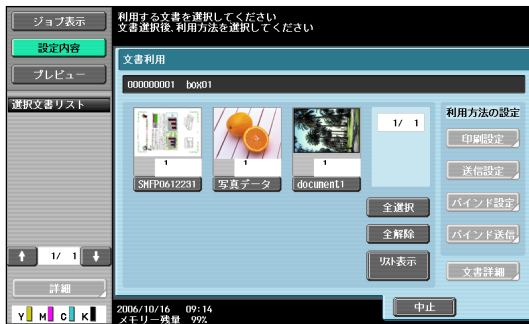 ジョブ表示
設定内容
プレビュー
選択文書リスト
1/ 1
詳細
Y M C K
利用する文書を選択してください
文書選択後、利用方法を選択してください
文書利用
000000001 box01
1
SHFP0612231
1
写真データ
1
document1
1/ 1
全選択
全解除
リスト表示
利用方法の設定
印刷設定
送信設定
バインド設定
バインド送信
文書詳細
中止
2006/10/16 09:14
メモリー残量 99%